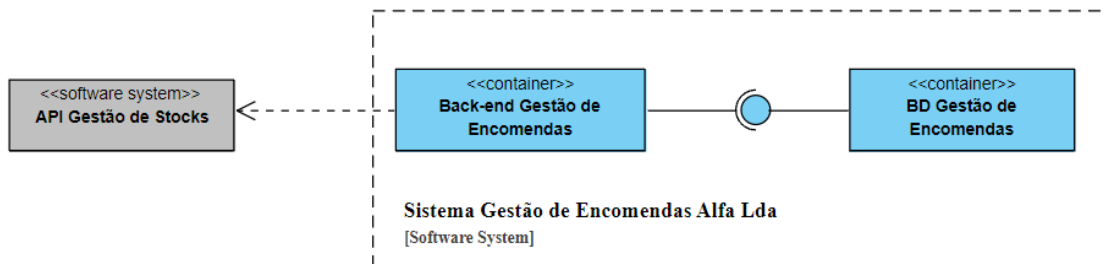 <<software system>>
API Gestão de Stocks
<<container>>
Back-end Gestão de
Encomendas
<<container>>
BD Gestão de
Encomendas
Sistema Gestão de Encomendas Alfa Lda
[Software System]